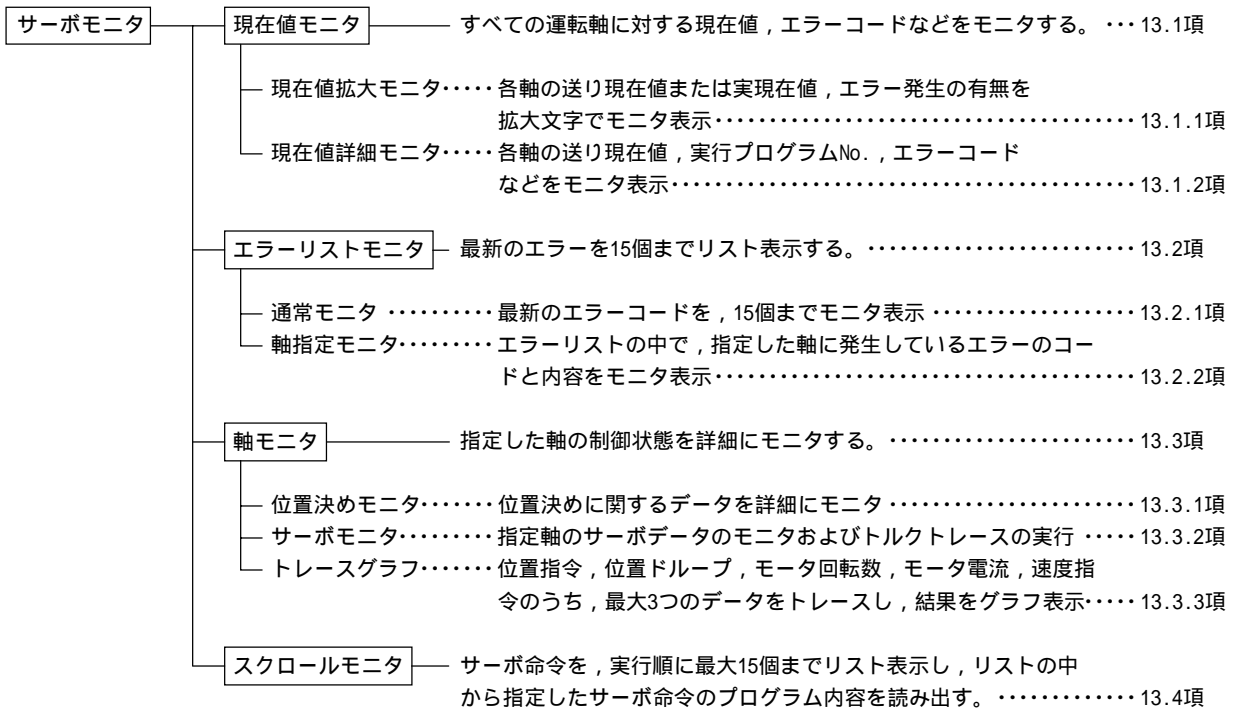 サーボモニタ 現在値モニタ すべての運転軸に対する現在値，エラーコードなどをモニタする。 ･･･ 13.1項
現在値拡大モニタ･････ 各軸の送り現在値または実現在値，エラー発生の有無を
拡大文字でモニタ表示･･････････････････････････････････････ 13.1.1項
現在値詳細モニタ･････ 各軸の送り現在値，実行プログラムNo.，エラーコード
などをモニタ表示･･････････････････････････････････････････ 13.1.2項
エラーリストモニタ 最新のエラーを15個までリスト表示する。 ････････････････････････ 13.2項
通常モニタ ･･････････ 最新のエラーコードを，15個までモニタ表示 ･･････････････････ 13.2.1項
軸指定モニタ･････････ エラーリストの中で，指定した軸に発生しているエラーのコー
ドと内容をモニタ表示･･････････････････････････････････････ 13.2.2項
軸モニタ 指定した軸の制御状態を詳細にモニタする。 ･･････････････････････ 13.3項
位置決めモニタ･･･････ 位置決めに関するデータを詳細にモニタ ･･････････････････････ 13.3.1項
サーボモニタ･････････ 指定軸のサーボデータのモニタおよびトルクトレースの実行 ･････ 13.3.2項
トレースグラフ･･･････ 位置指令，位置ドループ，モータ回転数，モータ電流，速度指
令のうち，最大3つのデータをトレースし，結果をグラフ表示･････ 13.3.3項
スクロールモニタ サーボ命令を，実行順に最大15個までリスト表示し，リストの中
から指定したサーボ命令のプログラム内容を読み出す。 ･････････････ 13.4項